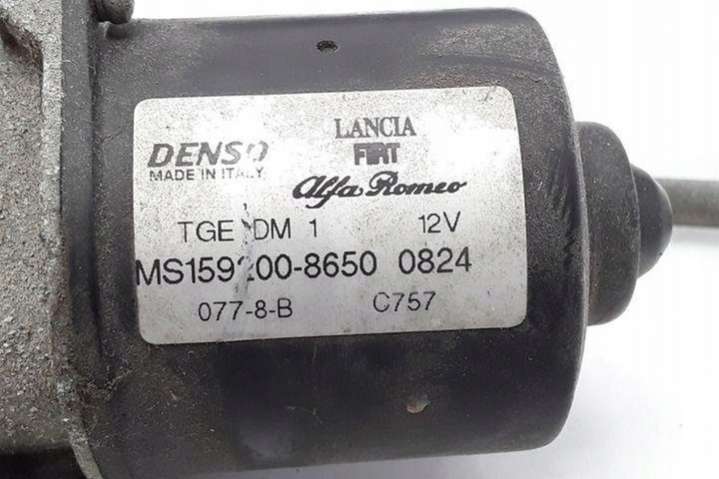 DENSO
MADE IN ITALY
LANCIA
FIAT
Alfa Romeo
TGE DM 1 12V
MS159200-8650 0824
077-8-B C757